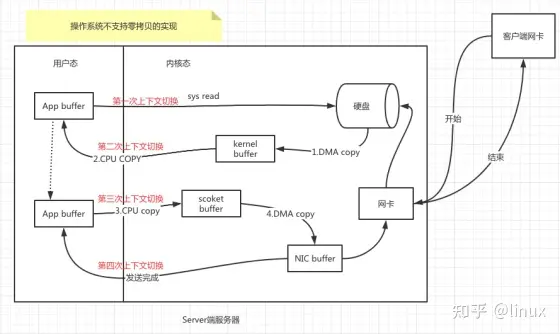 操作系统不支持零拷贝的实现
客户端网卡
用户态
内核态
App buffer
第一次上下文切换
sys read
硬盘
开始
第二次上下文切换
2.CPU COPY
kernel
buffer
1.DMA copy
结束
第三次上下文切换
3.CPU copy
scoket
buffer
4.DMA copy
网卡
App buffer
第四次上下文切换
发送完成
NIC buffer
Server端服务器
知乎 @linux